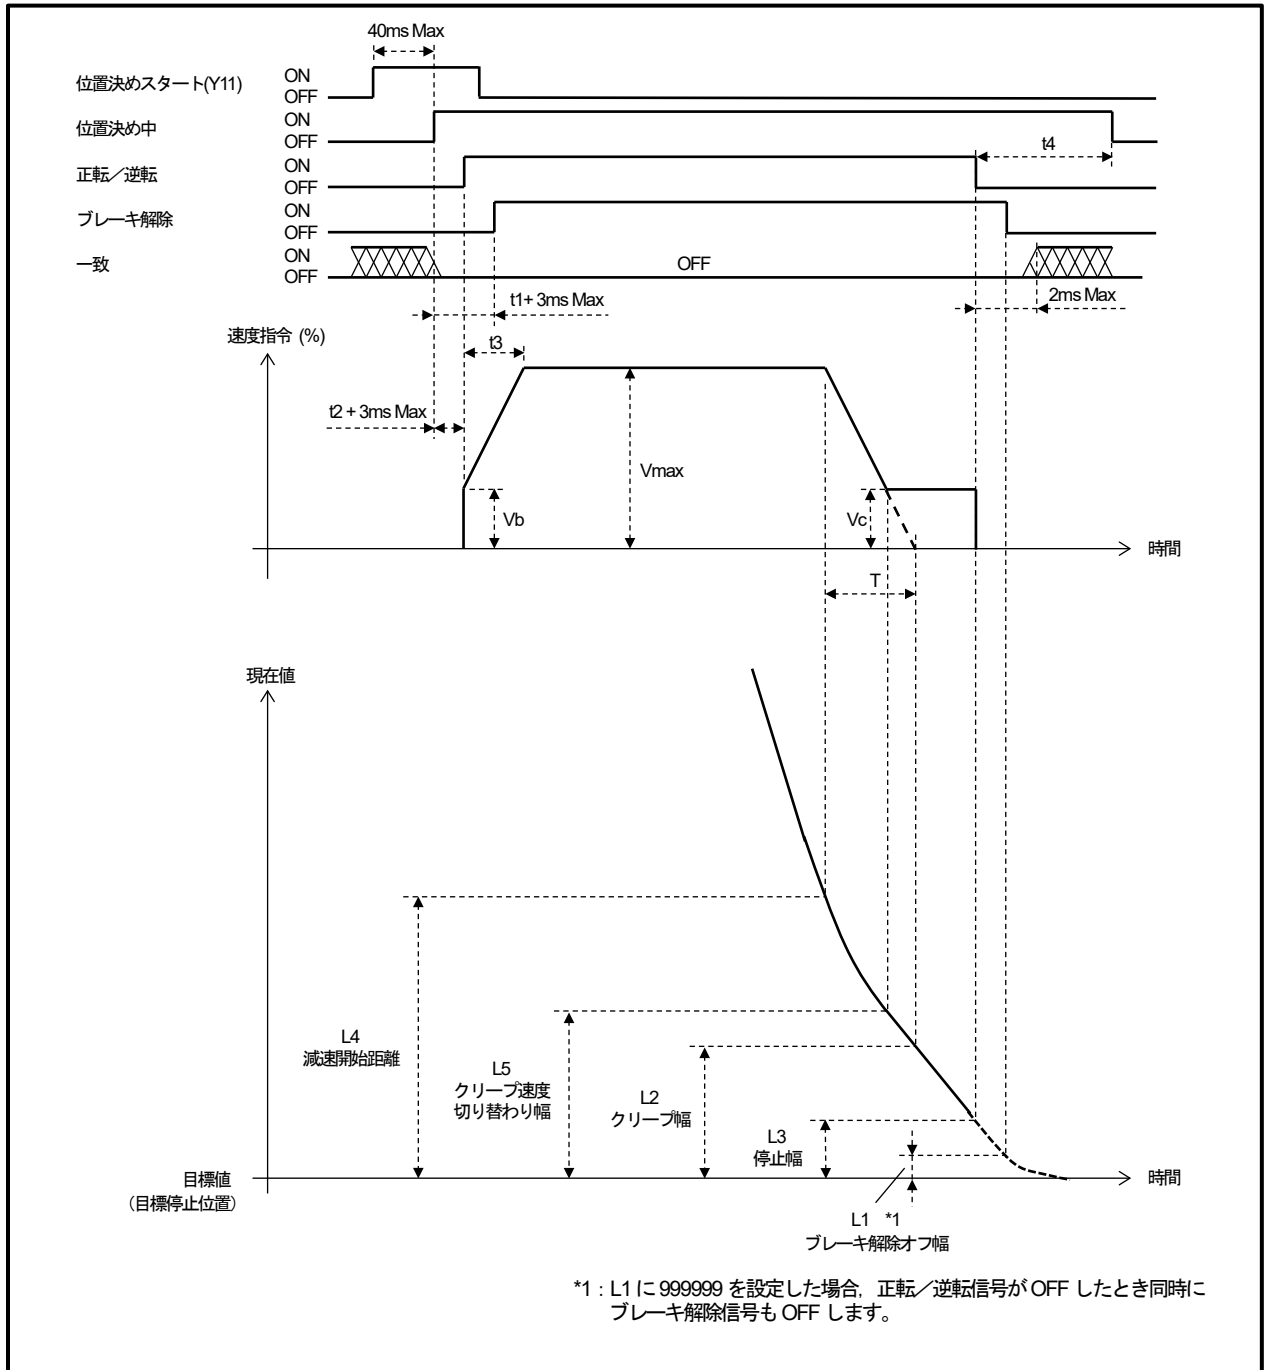 40ms Max
位置決めスタート(Y11)
ON
OFF
位置決め中
ON
OFF
t4
正転／逆転
ON
OFF
ブレーキ解除
ON
OFF
一致
ON
OFF
OFF
t1+ 3ms Max
2ms Max
速度指令 (%)
t3
t2 + 3ms Max
Vmax
Vb
Vc
時間
T
現在値
L4
減速開始距離
L5
クリープ速度
切り替わり幅
L2
クリープ幅
L3
停止幅
目標値
(目標停止位置)
時間
L1 *1
ブレーキ解除オフ幅
*1 : L1 に 999999 を設定した場合，正転／逆転信号が OFF したとき同時に
ブレーキ解除信号も OFF します。